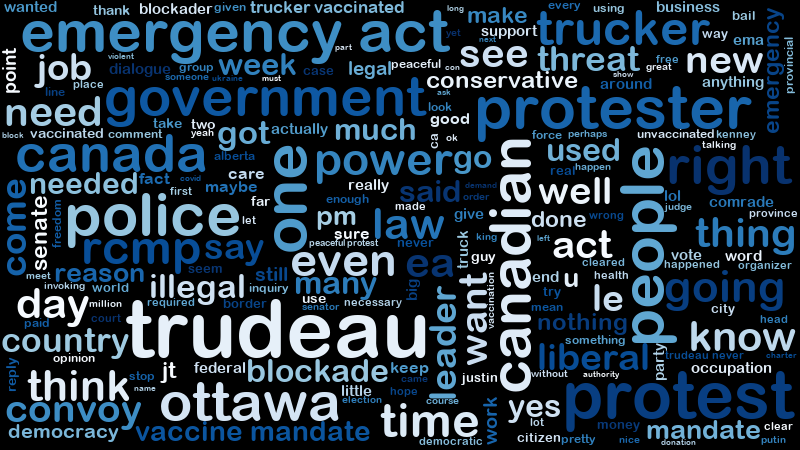 wanted
thank
blockader
given
trucker vaccinated
long
every
using
business
bail
way
emergency act
part
yet
make
support
next
trucker
ema
emergency
provincial
point
job
violent
dialogue
group
someone
ukraine
week
must
case
legal
peaceful
con
see
threat
free
great
new
line
place
conservative
show
around
anything
need
government
ask
look
good
protester
block
vaccinated
comment
take
two
yeah
got
actually
much
ca
ok
force
perhaps
unvaccinated
kenney
talking
canada
alberta
care
one
power
go
used
real
happen
people
right
come
needed
fact
covid
maybe
really
said
demand
order
well
lol
judge
comrade
senate
freedom
police
first
far
let
enough
pm
sure
made
law
never
give
king
canadian
done
wrong
left
province
thing
rcmp
say
peaceful protest
even
ea
truck
guy
act
cleared
vote
happened
word
organizer
meet
reason
seem
still
many
big
vaccination
end
u
health
invoking
world
illegal
inquiry
day
million
required
border
use
senator
necessary
leader
want
try
le
mean
going
city
paid
court
trudeau
nothing
head
country
something
know
opinion
jt
federal
blockade
keep
came
justin
liberal
without
authority
party
trudeau never
charter
reply
think
stop
name
little
election
hope
course
occupation
convoy
ottawa
time
work
yes
protest
lot
money
mandate
clear
democracy
vaccine mandate
democratic
citizen
pretty
nice
donation
putin